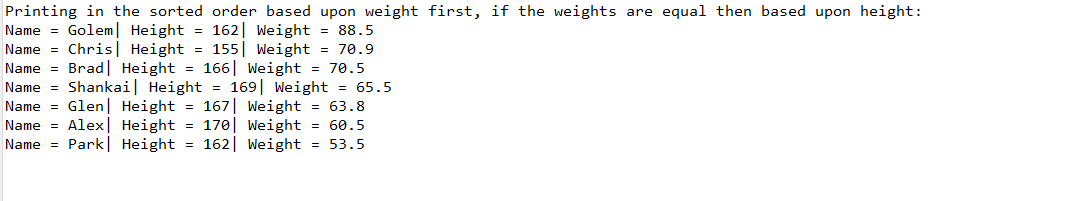 Printing in the sorted order based upon weight first, if the weights are equal then based upon height:
Name = Golem| Height = 162| Weight = 88.5
Name = Chris| Height = 155| Weight = 70.9
Name = Brad| Height = 166| Weight = 70.5
Name = Shankai| Height = 169| Weight = 65.5
Name = Glen| Height = 167| Weight = 63.8
Name = Alex| Height = 170| Weight = 60.5
Name = Park| Height = 162| Weight = 53.5